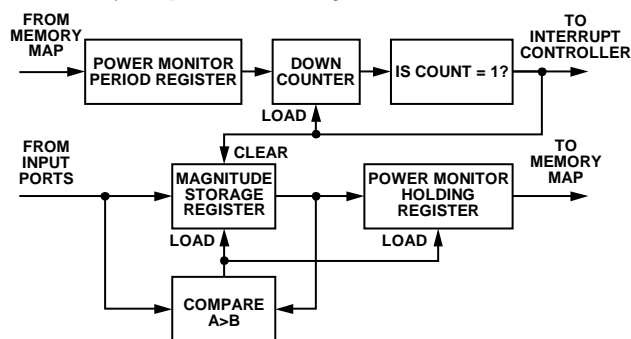 FROM
MEMORY
MAP
POWER MONITOR
PERIOD REGISTER
DOWN
COUNTER
IS COUNT = 1?
TO
INTERRUPT
CONTROLLER
LOAD
CLEAR
FROM
INPUT
PORTS
MAGNITUDE
STORAGE
REGISTER
POWER MONITOR
HOLDING
REGISTER
TO
MEMORY
MAP
LOAD
LOAD
COMPARE
A>B